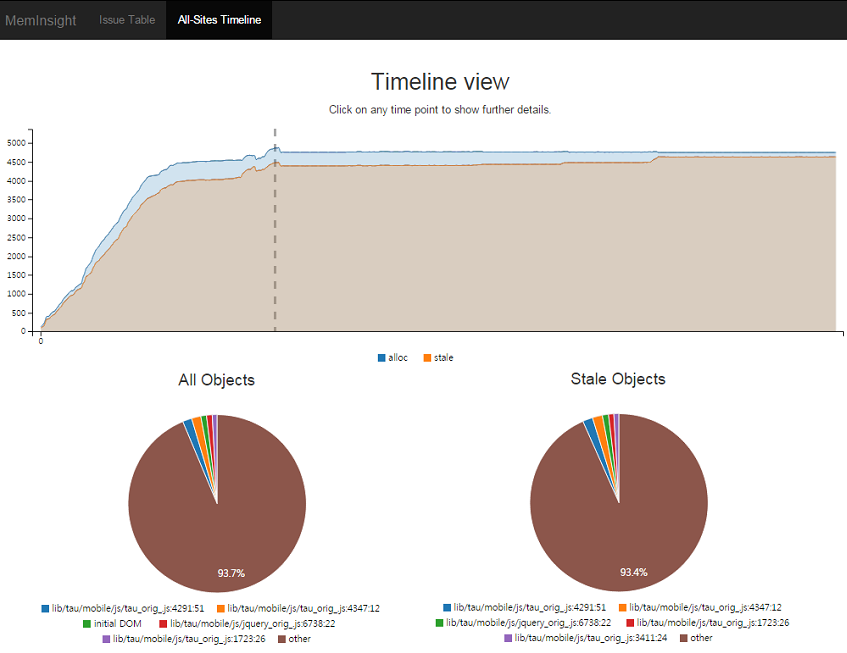 MemInsight Issue Table All-Sites Timeline
Timeline view
Click on any time point to show further details.
5000
4500
4000
3500
3000
2500
2000
1500
1000
500
0
0
alloc stale
All Objects
93.7%
lib/tau/mobile/js/tau_orig_js:4291:51 lib/tau/mobile/js/tau_orig_js:4347:12
initial DOM lib/tau/mobile/js/jquery_orig_js:6738:22
lib/tau/mobile/js/tau_orig_js:1723:26 other
Stale Objects
93.4%
lib/tau/mobile/js/tau_orig_js:4291:51 lib/tau/mobile/js/tau_orig_js:4347:12
lib/tau/mobile/js/jquery_orig_js:6738:22 lib/tau/mobile/js/tau_orig_js:1723:26
lib/tau/mobile/js/tau_orig_js:3411:24 other